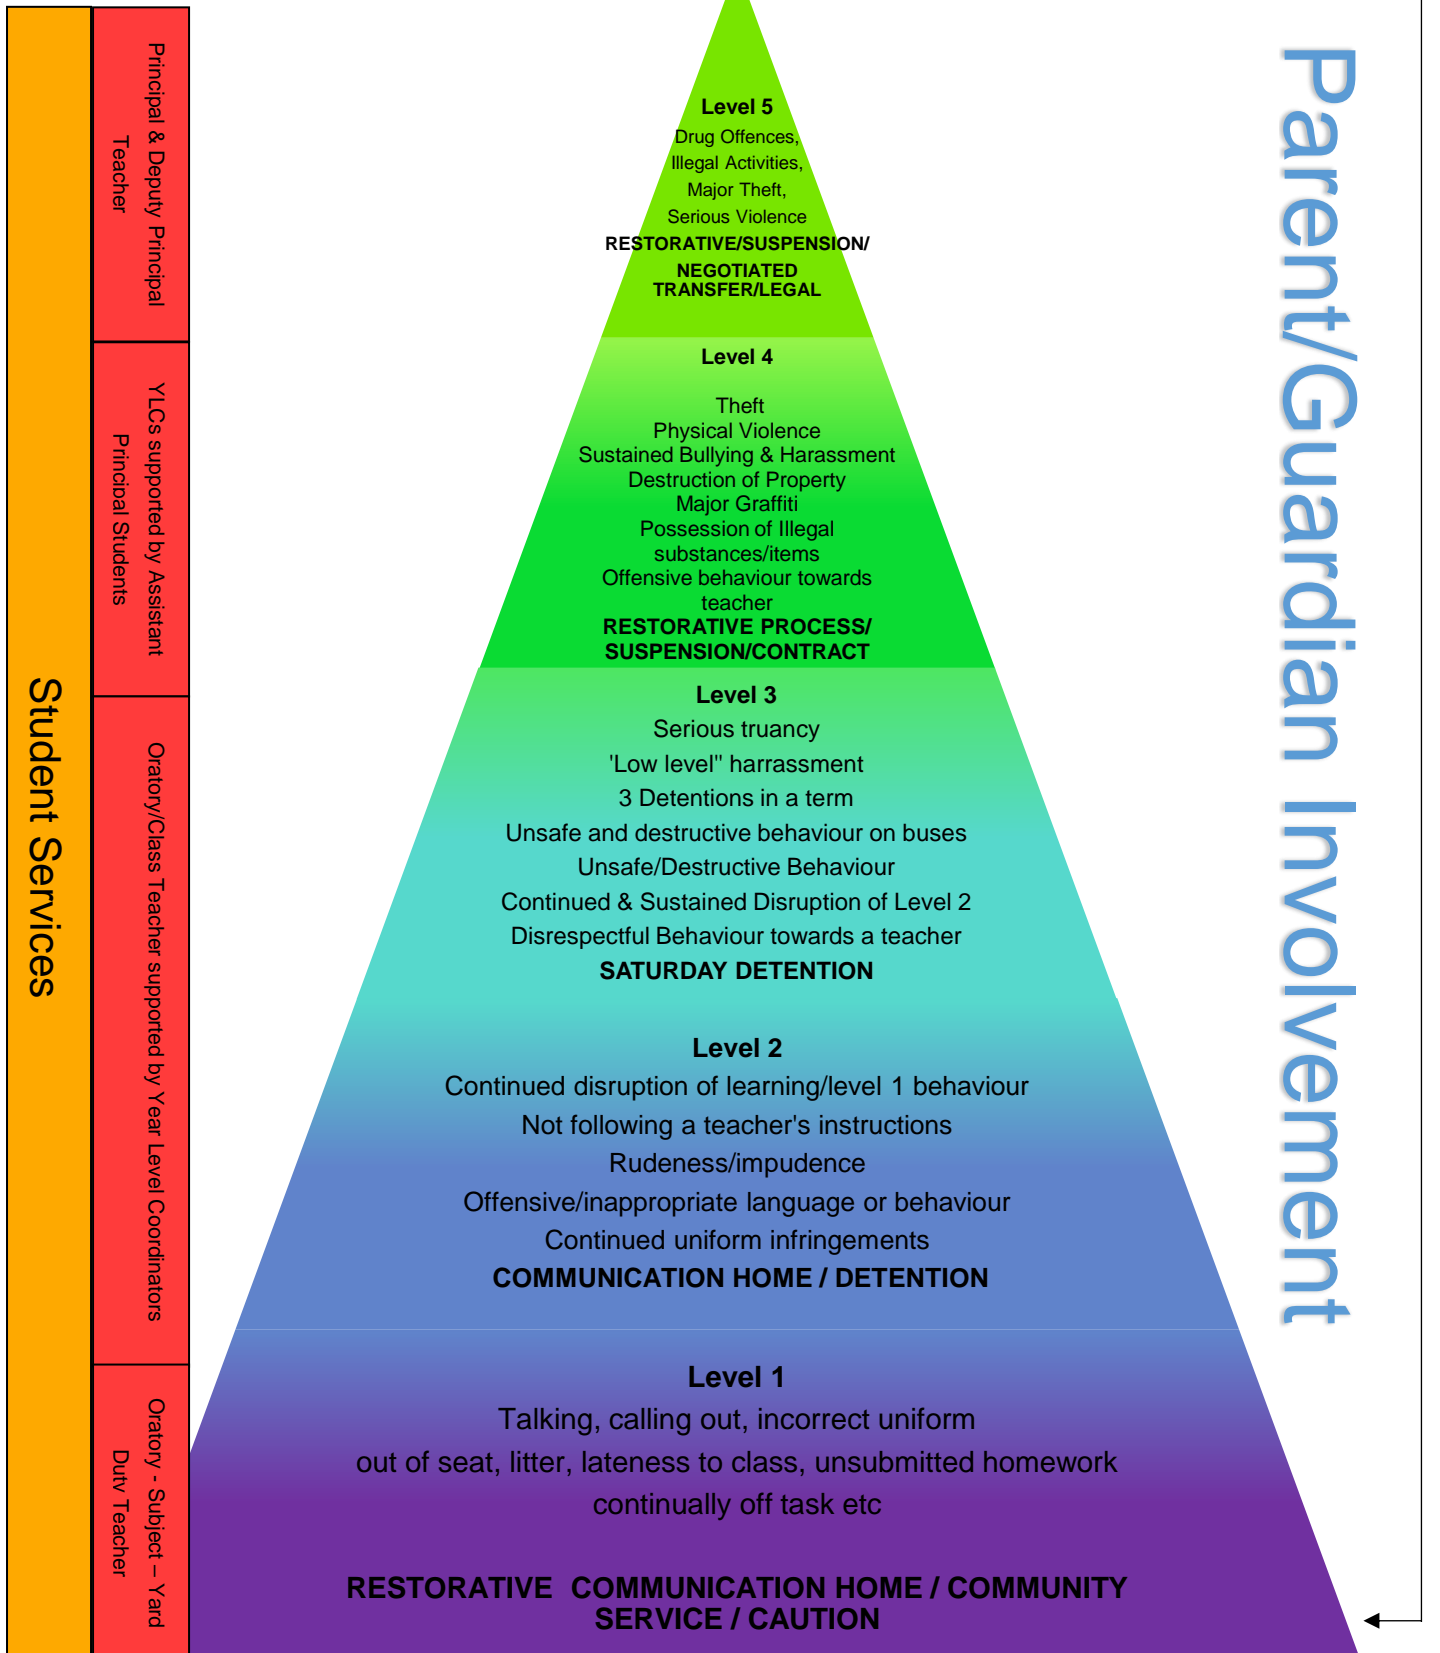 Student Services
Principal & Deputy Principal
Teacher
YLCs supported by Assistant
Principal Students
Oratory/Class Teacher supported by Year Level Coordinators
Oratory - Subject – Yard
Duty Teacher
Level 5
Drug Offences,
Illegal Activities,
Major Theft,
Serious Violence
RESTORATIVE/SUSPENSION/
NEGOTIATED
TRANSFER/LEGAL
Level 4
Theft
Physical Violence
Sustained Bullying & Harassment
Destruction of Property
Major Graffiti
Possession of Illegal
substances/items
Offensive behaviour towards
teacher
RESTORATIVE PROCESS/
SUSPENSION/CONTRACT
Level 3
Serious truancy
'Low level" harrassment
3 Detentions in a term
Unsafe and destructive behaviour on buses
Unsafe/Destructive Behaviour
Continued & Sustained Disruption of Level 2
Disrespectful Behaviour towards a teacher
SATURDAY DETENTION
Level 2
Continued disruption of learning/level 1 behaviour
Not following a teacher's instructions
Rudeness/impudence
Offensive/inappropriate language or behaviour
Continued uniform infringements
COMMUNICATION HOME / DETENTION
Level 1
Talking, calling out, incorrect uniform
out of seat, litter, lateness to class, unsubmitted homework
continually off task etc
RESTORATIVE  COMMUNICATION HOME / COMMUNITY
SERVICE / CAUTION
Parent/Guardian Involvement